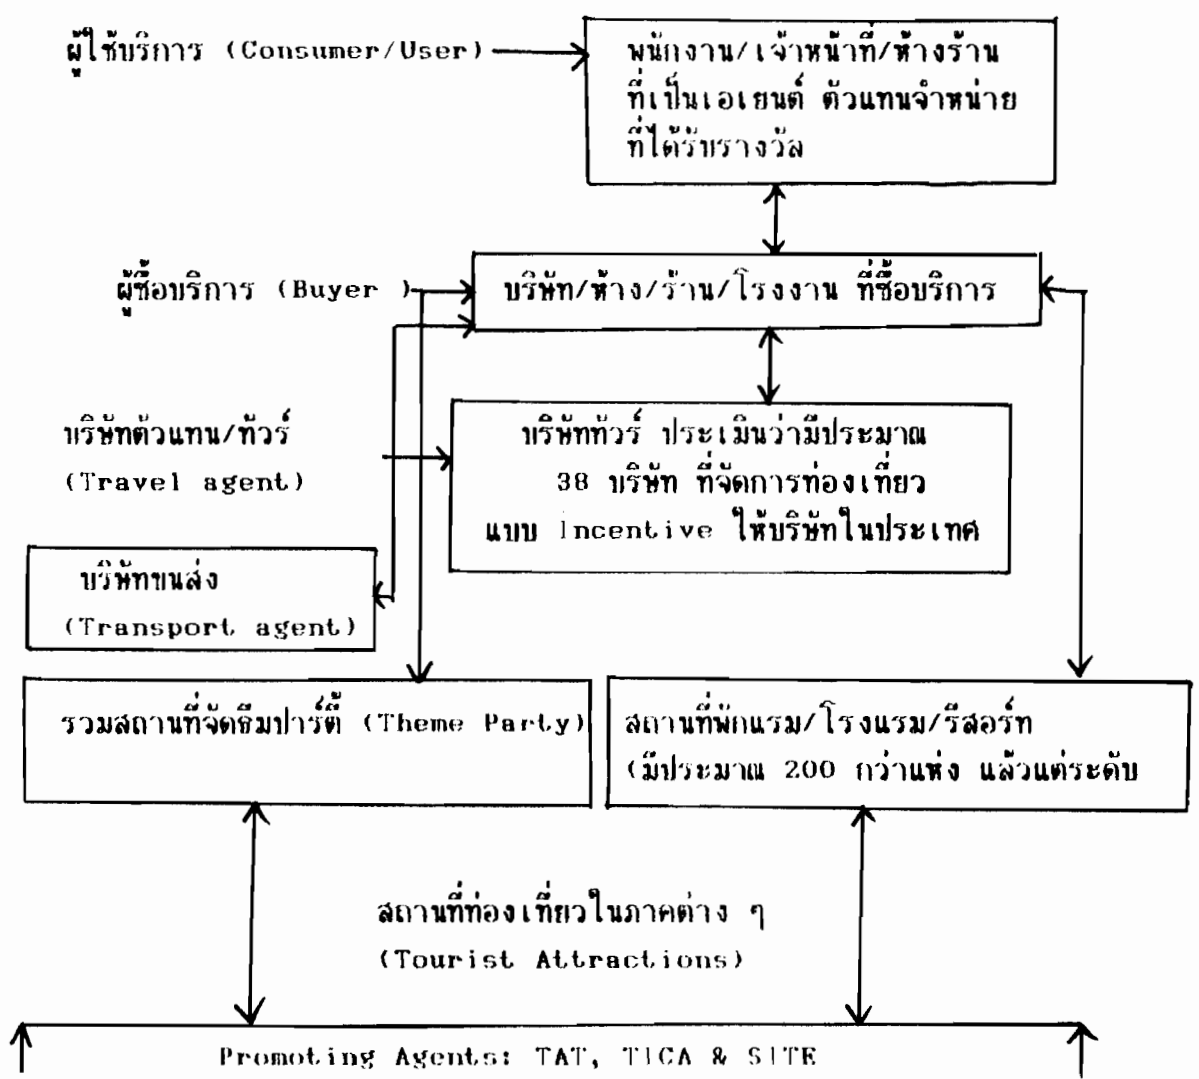 ผู้ใช้บริการ (Consumer/User)
พนักงาน/เจ้าหน้าที่/ห้างร้าน
ที่เป็นเอเยนต์ ตัวแทนจำหน่าย
ที่ได้รับรางวัล
ผู้ซื้อบริการ (Buyer )
บริษัท/ห้าง/ร้าน/โรงงาน ที่ซื้อบริการ
บริษัทตัวแทน/ทัวร์
(Travel agent)
บริษัททัวร์ ประเมินว่ามีประมาณ
38 บริษัท ที่จัดการท่องเที่ยว
แบบ Incentive ให้บริษัทในประเทศ
บริษัทขนส่ง
(Transport agent)
รวมสถานที่จัดธีมปาร์ตี้ (Theme Party)
สถานที่พักแรม/โรงแรม/รีสอร์ท
(มีประมาณ 200 กว่าแห่ง แล้วแต่ระดับ
สถานที่ท่องเที่ยวในภาคต่าง ๆ
(Tourist Attractions)
Promoting Agents: TAT, TICA & SITE